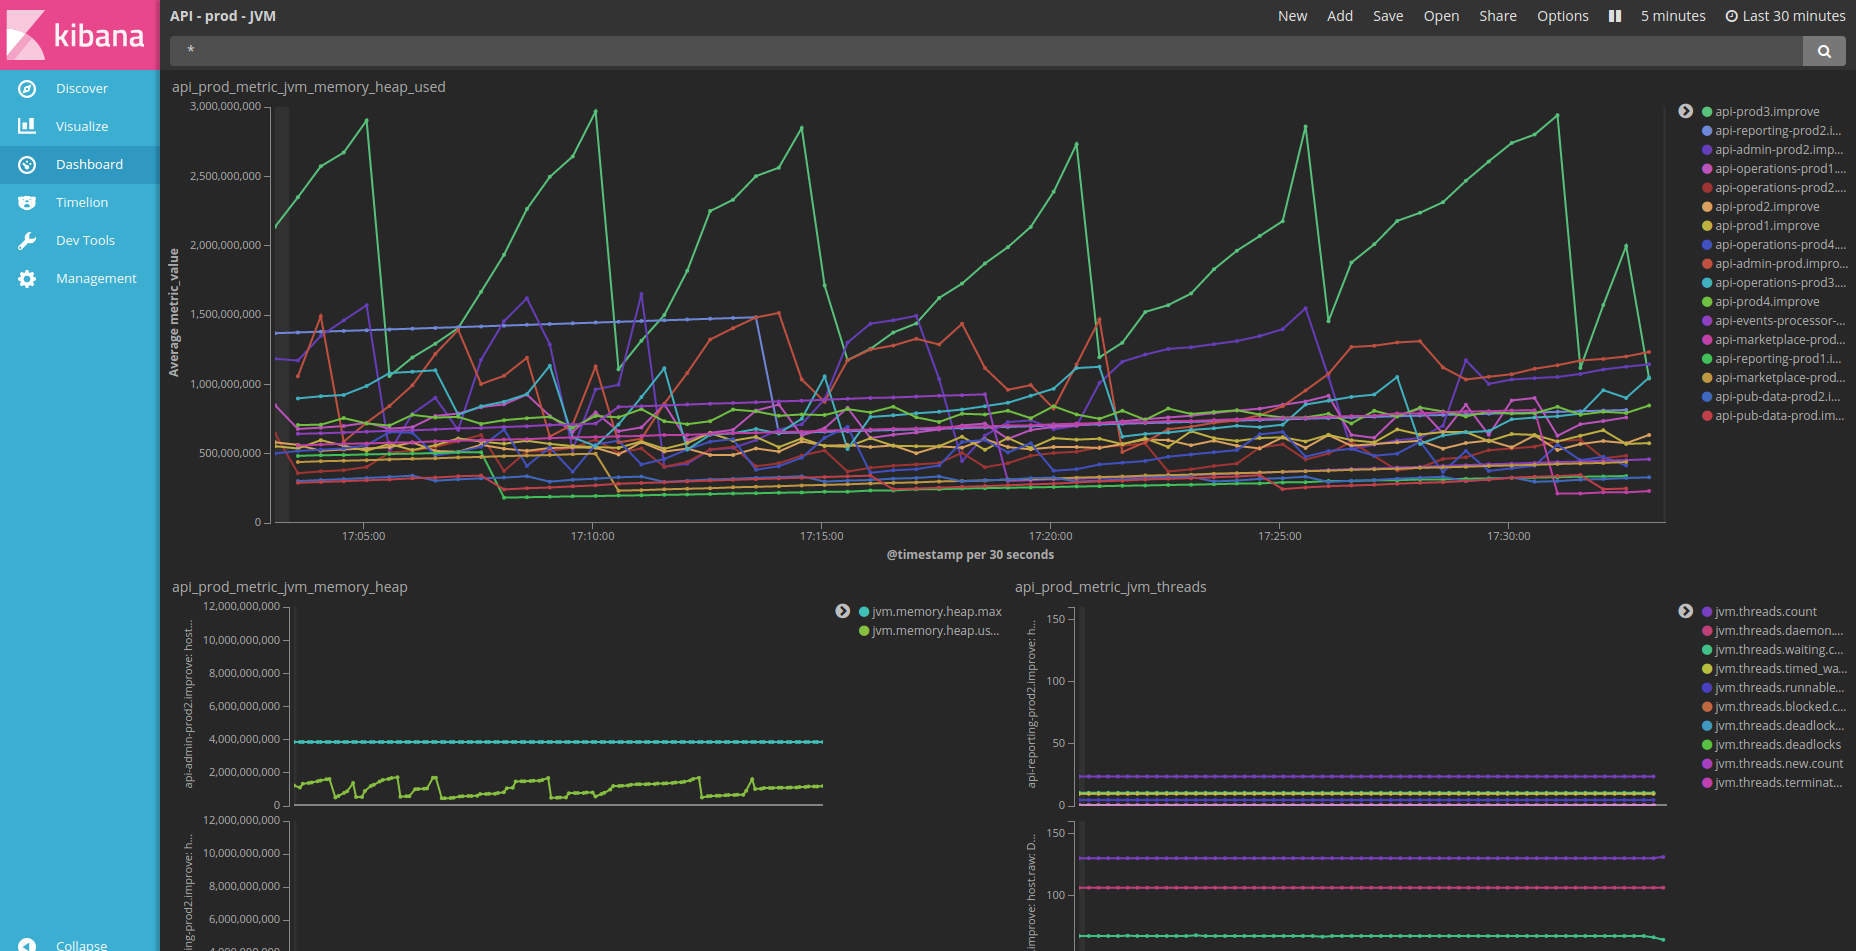 kibana
Discover
Visualize
Dashboard
Timelion
Dev Tools
Management
Collapse
API - prod - JVM
New Add Save Open Share Options 5 minutes Last 30 minutes
*
api_prod_metric_jvm_memory_heap_used
Average metric_value
3,000,000,000
2,500,000,000
2,000,000,000
1,500,000,000
1,000,000,000
500,000,000
0
17:05:00 17:10:00 17:15:00 17:20:00 17:25:00 17:30:00
@timestamp per 30 seconds
api-prod3.improve
api-reporting-prod2.i...
api-admin-prod2.imp...
api-operations-prod1....
api-operations-prod2....
api-prod2.improve
api-prod1.improve
api-operations-prod4....
api-admin-prod.impro...
api-operations-prod3....
api-prod4.improve
api-events-processor-...
api-marketplace-prod...
api-reporting-prod1.i...
api-marketplace-prod...
api-pub-data-prod2.i...
api-pub-data-prod.im...
api_prod_metric_jvm_memory_heap
api-admin-prod2.improve: host...
12,000,000,000
10,000,000,000
8,000,000,000
6,000,000,000
4,000,000,000
2,000,000,000
0
jvm.memory.heap.max
jvm.memory.heap.us...
ing-prod2.improve: h...
12,000,000,000
10,000,000,000
8,000,000,000
6,000,000,000
4,000,000,000
api_prod_metric_jvm_threads
api-reporting-prod2.improve: h...
150
100
50
0
jvm.threads.count
jvm.threads.daemon....
jvm.threads.waiting.c...
jvm.threads.timed_wa...
jvm.threads.runnable...
jvm.threads.blocked.c...
jvm.threads.deadlock...
jvm.threads.deadlocks
jvm.threads.new.count
jvm.threads.terminat...
improve: host.raw: D...
150
100